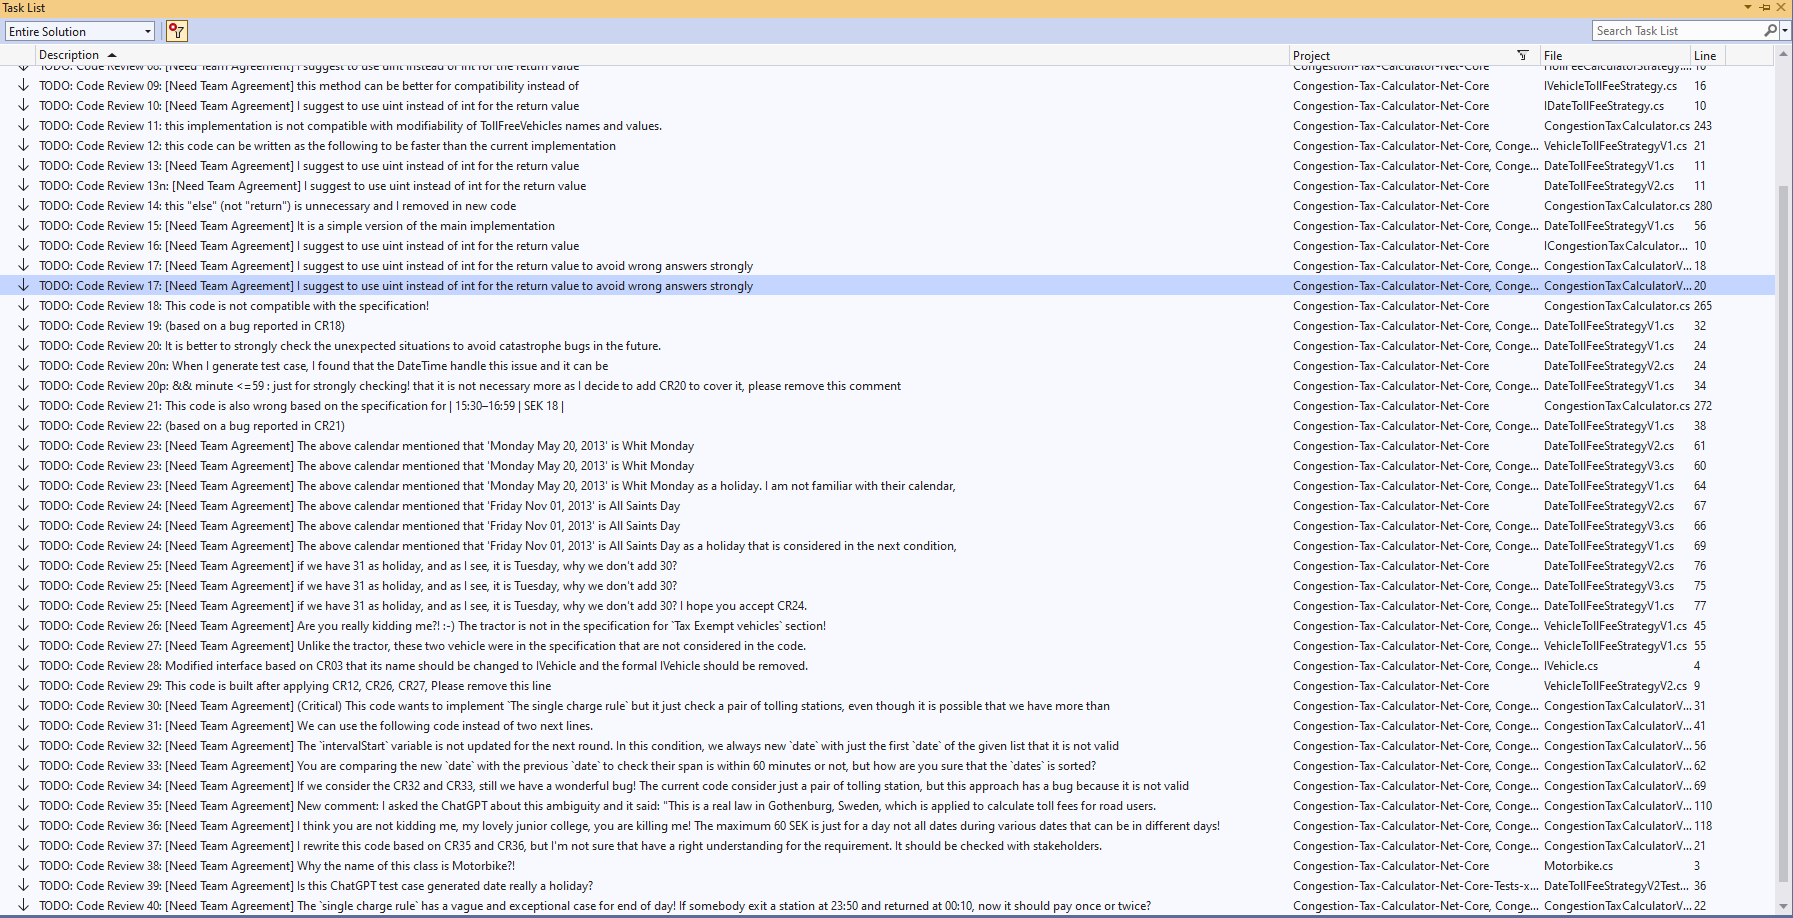 Task List
Entire Solution
Search Task List
Description Project File Line
TODO: Code Review 08: [Need Team Agreement] I suggest to use uint instead of int for the return value Congestion-Tax-Calculator-Net-Core 10
TODO: Code Review 09: [Need Team Agreement] this method can be better for compatibility instead of Congestion-Tax-Calculator-Net-Core IVehicleTollFeeStrategy.cs 16
TODO: Code Review 10: [Need Team Agreement] I suggest to use uint instead of int for the return value Congestion-Tax-Calculator-Net-Core IDateTollFeeStrategy.cs 10
TODO: Code Review 11: this implementation is not compatible with modifiability of TollFreeVehicles names and values. Congestion-Tax-Calculator-Net-Core CongestionTaxCalculator.cs 243
TODO: Code Review 12: this code can be written as the following to be faster than the current implementation Congestion-Tax-Calculator-Net-Core, Conge... VehicleTollFeeStrategyV1.cs 21
TODO: Code Review 13: [Need Team Agreement] I suggest to use uint instead of int for the return value Congestion-Tax-Calculator-Net-Core, Conge... DateTollFeeStrategyV1.cs 11
TODO: Code Review 13n: [Need Team Agreement] I suggest to use uint instead of int for the return value Congestion-Tax-Calculator-Net-Core DateTollFeeStrategyV2.cs 11
TODO: Code Review 14: this "else" (not "return") is unnecessary and I removed in new code Congestion-Tax-Calculator-Net-Core CongestionTaxCalculator.cs 280
TODO: Code Review 15: [Need Team Agreement] It is a simple version of the main implementation Congestion-Tax-Calculator-Net-Core, Conge... DateTollFeeStrategyV1.cs 56
TODO: Code Review 16: [Need Team Agreement] I suggest to use uint instead of int for the return value Congestion-Tax-Calculator-Net-Core ICongestionTaxCalculator... 10
TODO: Code Review 17: [Need Team Agreement] I suggest to use uint instead of int for the return value to avoid wrong answers strongly Congestion-Tax-Calculator-Net-Core, Conge... CongestionTaxCalculatorV... 18
TODO: Code Review 17: [Need Team Agreement] I suggest to use uint instead of int for the return value to avoid wrong answers strongly Congestion-Tax-Calculator-Net-Core, Conge... CongestionTaxCalculatorV... 20
TODO: Code Review 18: This code is not compatible with the specification! Congestion-Tax-Calculator-Net-Core CongestionTaxCalculator.cs 265
TODO: Code Review 19: (based on a bug reported in CR18) Congestion-Tax-Calculator-Net-Core, Conge... DateTollFeeStrategyV1.cs 32
TODO: Code Review 20: It is better to strongly check the unexpected situations to avoid catastrophe bugs in the future. Congestion-Tax-Calculator-Net-Core, Conge... DateTollFeeStrategyV1.cs 24
TODO: Code Review 20n: When I generate test case, I found that the DateTime handle this issue and it can be Congestion-Tax-Calculator-Net-Core DateTollFeeStrategyV2.cs 24
TODO: Code Review 20p: && minute <=59 : just for strongly checking! that it is not necessary more as I decide to add CR20 to cover it, please remove this comment Congestion-Tax-Calculator-Net-Core, Conge... DateTollFeeStrategyV1.cs 34
TODO: Code Review 21: This code is also wrong based on the specification for | 15:30–16:59 | SEK 18 | Congestion-Tax-Calculator-Net-Core CongestionTaxCalculator.cs 272
TODO: Code Review 22: (based on a bug reported in CR21) Congestion-Tax-Calculator-Net-Core, Conge... DateTollFeeStrategyV1.cs 38
TODO: Code Review 23: [Need Team Agreement] The above calendar mentioned that 'Monday May 20, 2013' is Whit Monday Congestion-Tax-Calculator-Net-Core DateTollFeeStrategyV2.cs 61
TODO: Code Review 23: [Need Team Agreement] The above calendar mentioned that 'Monday May 20, 2013' is Whit Monday Congestion-Tax-Calculator-Net-Core, Conge... DateTollFeeStrategyV3.cs 60
TODO: Code Review 23: [Need Team Agreement] The above calendar mentioned that 'Monday May 20, 2013' is Whit Monday as a holiday. I am not familiar with their calendar, Congestion-Tax-Calculator-Net-Core, Conge... DateTollFeeStrategyV1.cs 64
TODO: Code Review 24: [Need Team Agreement] The above calendar mentioned that 'Friday Nov 01, 2013' is All Saints Day Congestion-Tax-Calculator-Net-Core DateTollFeeStrategyV2.cs 67
TODO: Code Review 24: [Need Team Agreement] The above calendar mentioned that 'Friday Nov 01, 2013' is All Saints Day Congestion-Tax-Calculator-Net-Core, Conge... DateTollFeeStrategyV3.cs 66
TODO: Code Review 24: [Need Team Agreement] The above calendar mentioned that 'Friday Nov 01, 2013' is All Saints Day as a holiday that is considered in the next condition, Congestion-Tax-Calculator-Net-Core, Conge... DateTollFeeStrategyV1.cs 69
TODO: Code Review 25: [Need Team Agreement] if we have 31 as holiday, and as I see, it is Tuesday, why we don't add 30? Congestion-Tax-Calculator-Net-Core DateTollFeeStrategyV2.cs 76
TODO: Code Review 25: [Need Team Agreement] if we have 31 as holiday, and as I see, it is Tuesday, why we don't add 30? Congestion-Tax-Calculator-Net-Core, Conge... DateTollFeeStrategyV3.cs 75
TODO: Code Review 25: [Need Team Agreement] if we have 31 as holiday, and as I see, it is Tuesday, why we don't add 30? I hope you accept CR24. Congestion-Tax-Calculator-Net-Core, Conge... DateTollFeeStrategyV1.cs 77
TODO: Code Review 26: [Need Team Agreement] Are you really kidding me?! :-) The tractor is not in the specification for `Tax Exempt vehicles` section! Congestion-Tax-Calculator-Net-Core, Conge... VehicleTollFeeStrategyV1.cs 45
TODO: Code Review 27: [Need Team Agreement] Unlike the tractor, these two vehicle were in the specification that are not considered in the code. Congestion-Tax-Calculator-Net-Core, Conge... VehicleTollFeeStrategyV1.cs 55
TODO: Code Review 28: Modified interface based on CR03 that its name should be changed to IVehicle and the formal IVehicle should be removed. Congestion-Tax-Calculator-Net-Core, Conge... IVehicle.cs 4
TODO: Code Review 29: This code is built after applying CR12, CR26, CR27, Please remove this line Congestion-Tax-Calculator-Net-Core VehicleTollFeeStrategyV2.cs 9
TODO: Code Review 30: [Need Team Agreement] (Critical) This code wants to implement `The single charge rule` but it just check a pair of tolling stations, even though it is possible that we have more than Congestion-Tax-Calculator-Net-Core, Conge... CongestionTaxCalculatorV... 31
TODO: Code Review 31: [Need Team Agreement] We can use the following code instead of two next lines. Congestion-Tax-Calculator-Net-Core, Conge... CongestionTaxCalculatorV... 41
TODO: Code Review 32: [Need Team Agreement] The `intervalStart` variable is not updated for the next round. In this condition, we always new `date` with just the first `date` of the given list that it is not valid Congestion-Tax-Calculator-Net-Core, Conge... CongestionTaxCalculatorV... 56
TODO: Code Review 33: [Need Team Agreement] You are comparing the new `date` with the previous `date` to check their span is within 60 minutes or not, but how are you sure that the `dates` is sorted? Congestion-Tax-Calculator-Net-Core, Conge... CongestionTaxCalculatorV... 62
TODO: Code Review 34: [Need Team Agreement] If we consider the CR32 and CR33, still we have a wonderful bug! The current code consider just a pair of tolling station, but this approach has a bug because it is not valid Congestion-Tax-Calculator-Net-Core, Conge... CongestionTaxCalculatorV... 69
TODO: Code Review 35: [Need Team Agreement] New comment: I asked the ChatGPT about this ambiguity and it said: "This is a real law in Gothenburg, Sweden, which is applied to calculate toll fees for road users. Congestion-Tax-Calculator-Net-Core, Conge... CongestionTaxCalculatorV... 110
TODO: Code Review 36: [Need Team Agreement] I think you are not kidding me, my lovely junior college, you are killing me! The maximum 60 SEK is just for a day not all dates during various dates that can be in different days! Congestion-Tax-Calculator-Net-Core, Conge... CongestionTaxCalculatorV... 118
TODO: Code Review 37: [Need Team Agreement] I rewrite this code based on CR35 and CR36, but I'm not sure that have a right understanding for the requirement. It should be checked with stakeholders. Congestion-Tax-Calculator-Net-Core, Conge... CongestionTaxCalculatorV... 21
TODO: Code Review 38: [Need Team Agreement] Why the name of this class is Motorbike?! Congestion-Tax-Calculator-Net-Core Motorbike.cs 3
TODO: Code Review 39: [Need Team Agreement] Is this ChatGPT test case generated date really a holiday? Congestion-Tax-Calculator-Net-Core-Tests-x... DateTollFeeStrategyV2Test... 36
TODO: Code Review 40: [Need Team Agreement] The `single charge rule` has a vague and exceptional case for end of day! If somebody exit a station at 23:50 and returned at 00:10, now it should pay once or twice? Congestion-Tax-Calculator-Net-Core, Conge... CongestionTaxCalculatorV... 22